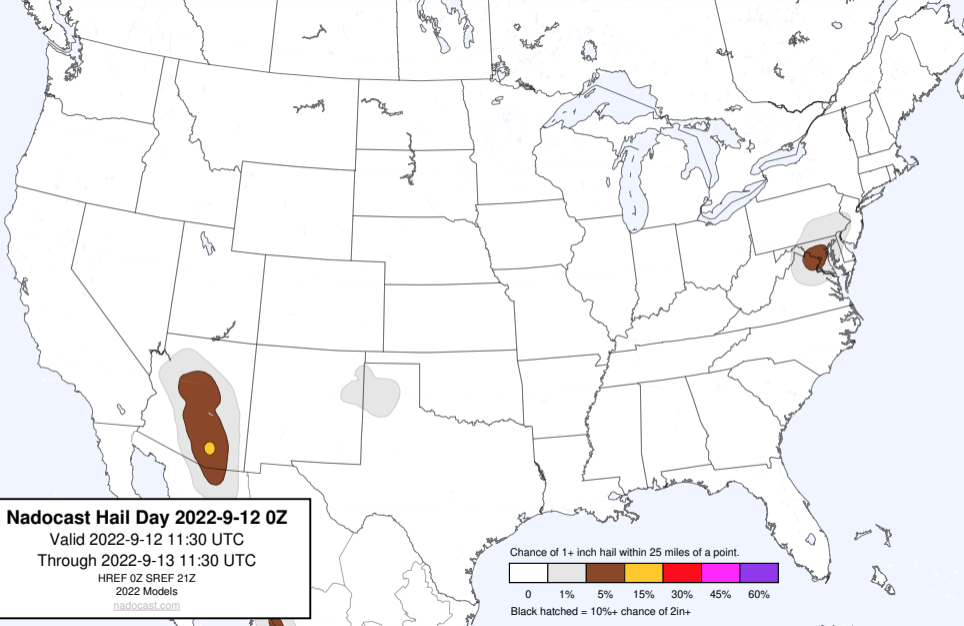 Nadocast Hail Day 2022-9-12 0Z
Valid 2022-9-12 11:30 UTC
Through 2022-9-13 11:30 UTC
HREF 0Z SREF 21Z
2022 Models
nadocast.com
Chance of 1+ inch hail within 25 miles of a point.
0 1% 5% 15% 30% 45% 60%
Black hatched = 10%+ chance of 2in+